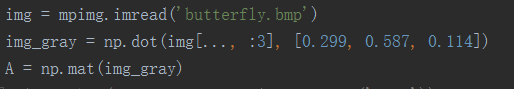 img = mpimg.imread('butterfly.bmp')
img_gray = np.dot(img[..., :3], [0.299, 0.587, 0.114])
A = np.mat(img_gray)